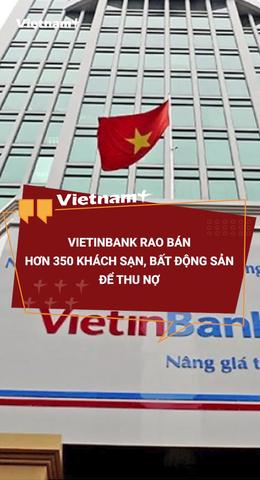 Vietnam+
Vietnam+
VIETINBANK RAO BÁN
HƠN 350 KHÁCH SẠN, BẤT ĐỘNG SẢN
ĐỂ THU NỢ
VietinBank
Nâng giá t